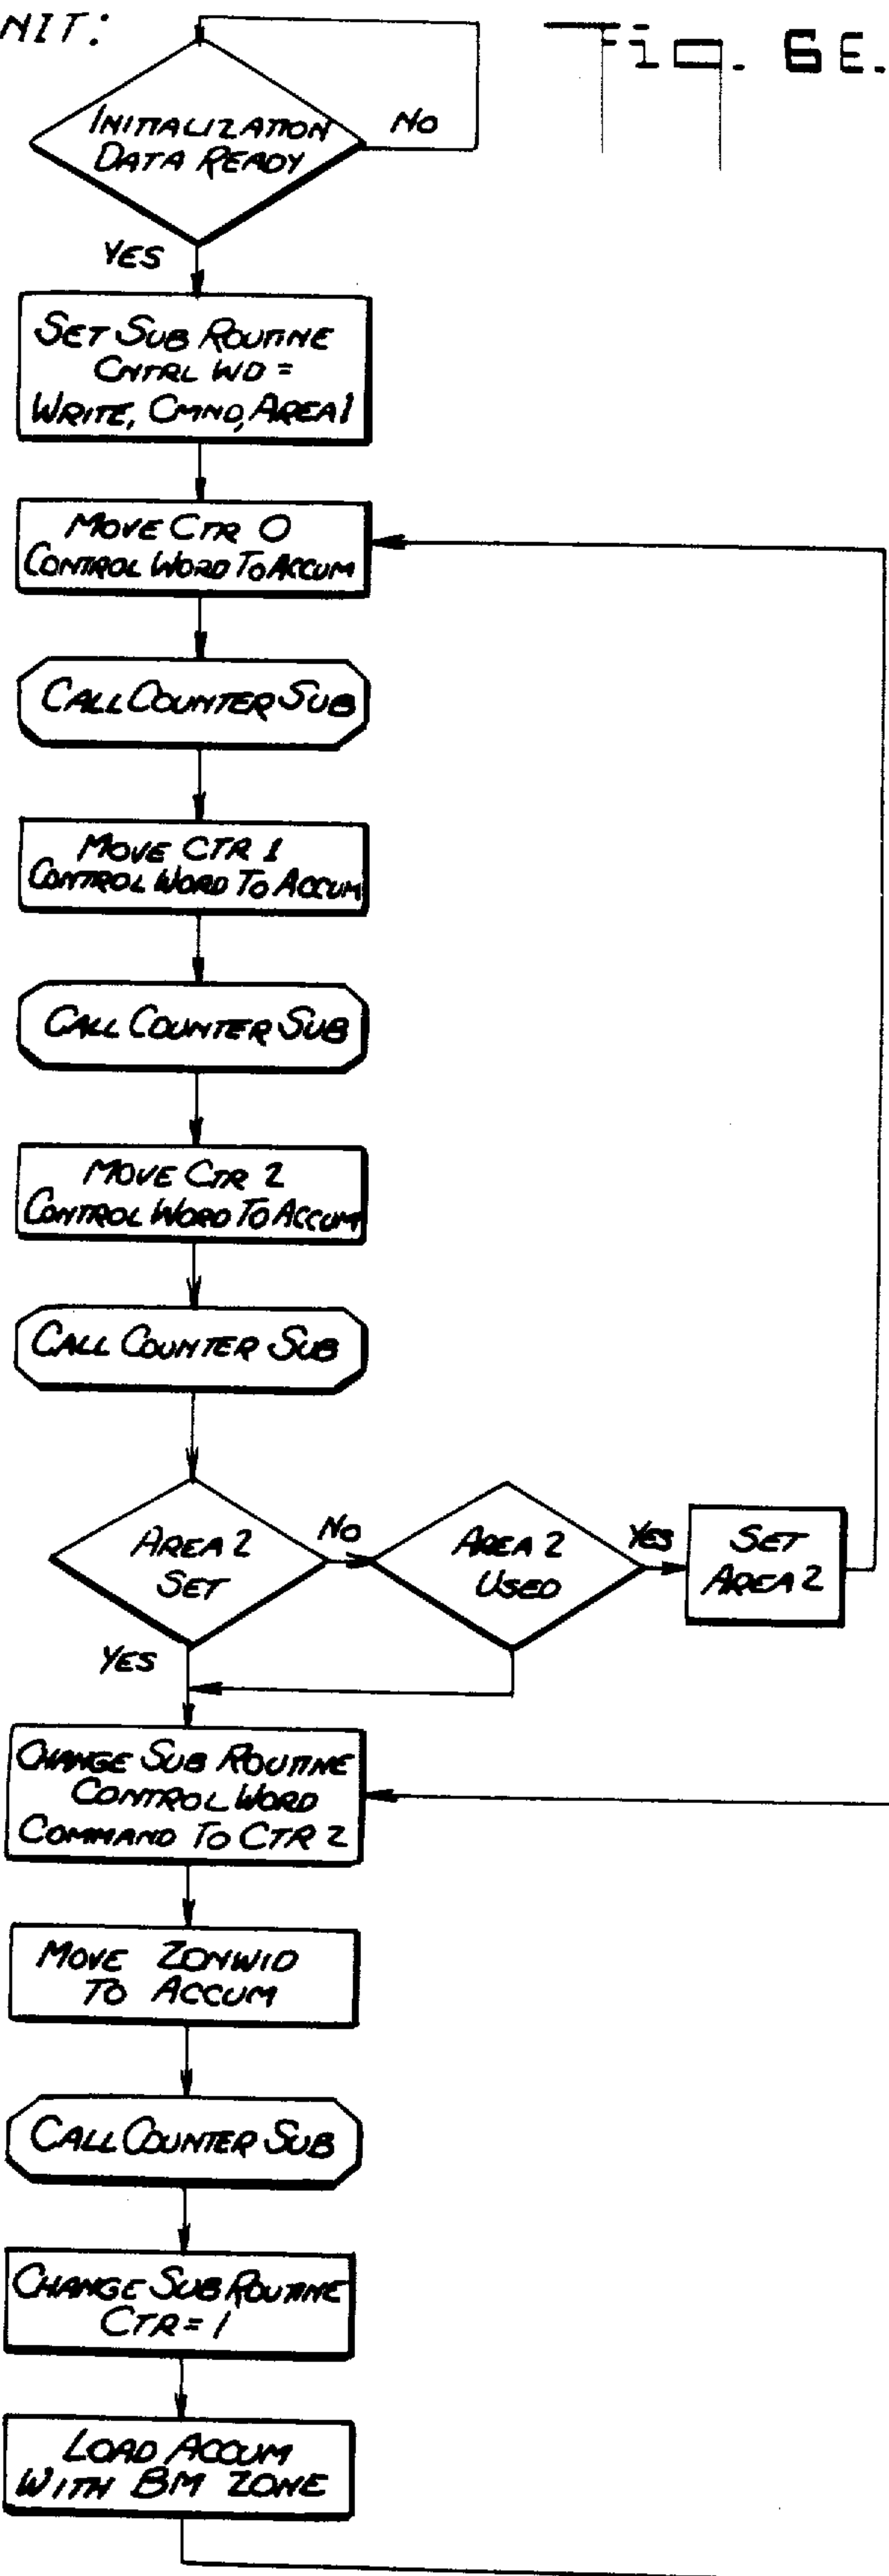 NIT:
Fig. 6E.
INITIALIZATION
DATA READY
NO
YES
SET SUB ROUTINE
CNTRL WD =
WRITE, CMND, AREA 1
MOVE CTR 0
CONTROL WORD TO ACCUM
CALL COUNTER SUB
MOVE CTR 1
CONTROL WORD TO ACCUM
CALL COUNTER SUB
MOVE CTR 2
CONTROL WORD TO ACCUM
CALL COUNTER SUB
AREA 2
SET
NO
AREA 2
USED
YES
SET
AREA 2
YES
CHANGE SUB ROUTINE
CONTROL WORD
COMMAND TO CTR 2
MOVE ZONWID
TO ACCUM
CALL COUNTER SUB
CHANGE SUB ROUTINE
CTR = 1
LOAD ACCUM
WITH BM ZONE